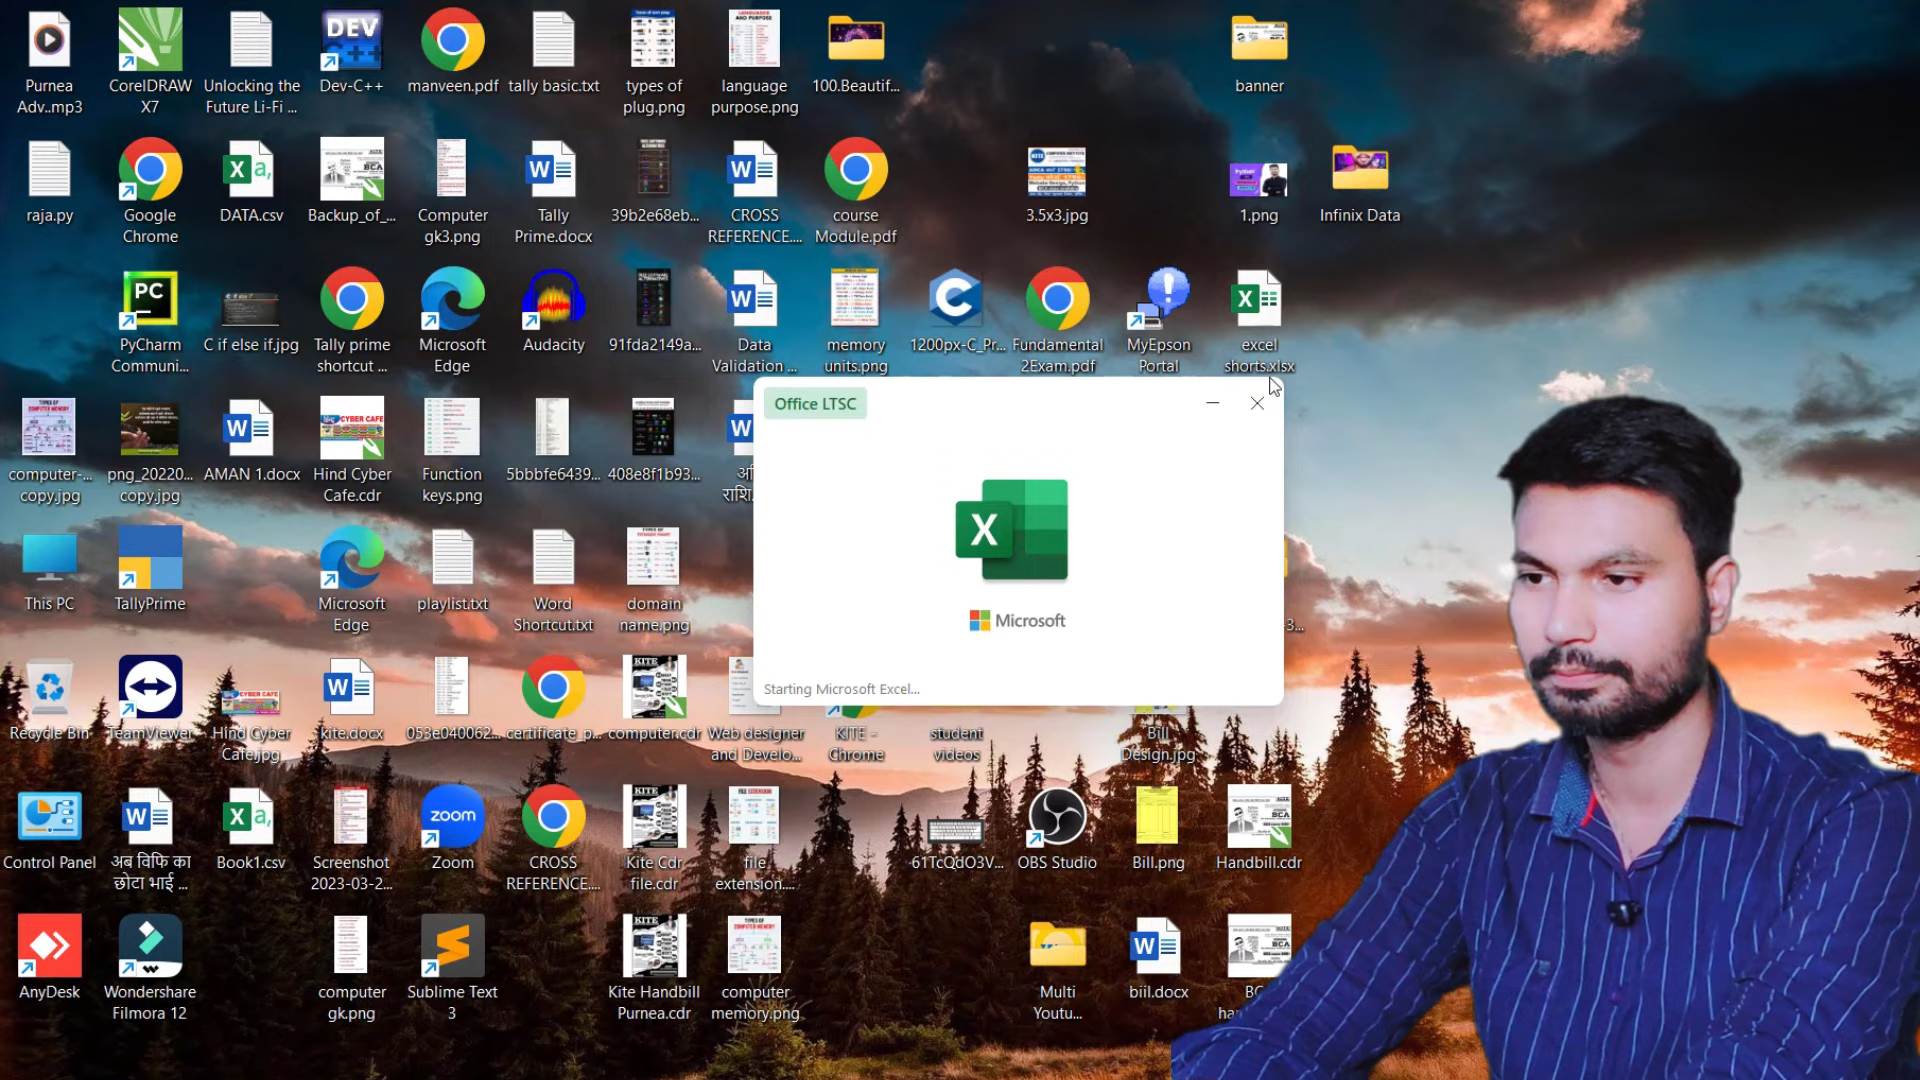 Purnea
Adv..mp3
CorelDRAW
X7
Unlocking the
Future Li-Fi ...
DEV
Dev-C++
manveen.pdf
tally basic.txt
types of
plug.png
language
purpose.png
100.Beautif...
banner
raja.py
Google
Chrome
DATA.csv
Backup_of_...
Computer
gk3.png
Tally
Prime.docx
39b2e68eb...
CROSS
REFERENCE....
course
Module.pdf
3.5x3.jpg
1.png
Infinix Data
PC
PyCharm
Communi...
C if else if.jpg
Tally prime
shortcut ...
Microsoft
Edge
Audacity
91fda2149a...
Data
Validation ...
memory
units.png
1200px-C_Pr...
Fundamental
2Exam.pdf
MyEpson
Portal
excel
shorts.xlsx
Office LTSC
computer-...
copy.jpg
png_20220...
copy.jpg
AMAN 1.docx
CYBER CAFE
Hind Cyber
Cafe.cdr
Function
keys.png
5bbbfe6439...
408e8f1b93...
X
Microsoft
Starting Microsoft Excel...
This PC
TallyPrime
Microsoft
Edge
playlist.txt
Word
Shortcut.txt
domain
name.png
Recycle Bin
TeamViewer
Hind Cyber
Cafe.jpg
kite.docx
053e040062...
certificate_p...
KITE
computer.cdr
Web designer
and Develo...
KITE -
Chrome
student
videos
Bill
Design.jpg
Control Panel
अब विफि का
छोटा भाई ...
Book1.csv
Screenshot
2023-03-2...
zoom
Zoom
CROSS
REFERENCE....
KITE
Kite Cdr
file.cdr
file
extension....
61TcQdO3V...
OBS Studio
Bill.png
Handbill.cdr
AnyDesk
Wondershare
Filmora 12
computer
gk.png
Sublime Text
3
KITE
Kite Handbill
Purnea.cdr
computer
memory.png
Multi
Youtu...
biil.docx